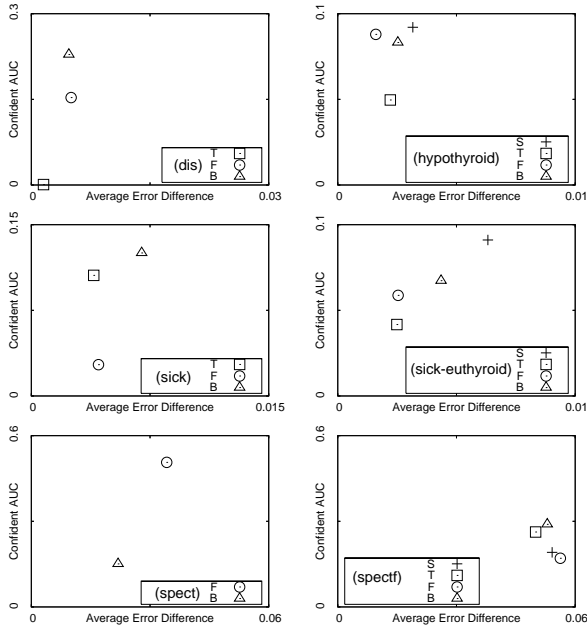 0.3
Confident AUC
(dis)
T
F
B
0
0
Average Error Difference
0.03
0.1
Confident AUC
(hypothyroid)
S
T
F
B
0
0
Average Error Difference
0.01
0.15
Confident AUC
(sick)
T
F
B
0
0
Average Error Difference
0.015
0.1
Confident AUC
(sick-euthyroid)
S
T
F
B
0
0
Average Error Difference
0.01
0.6
Confident AUC
(spect)
F
B
0
0
Average Error Difference
0.06
0.6
Confident AUC
(spectf)
S
T
F
B
0
0
Average Error Difference
0.06